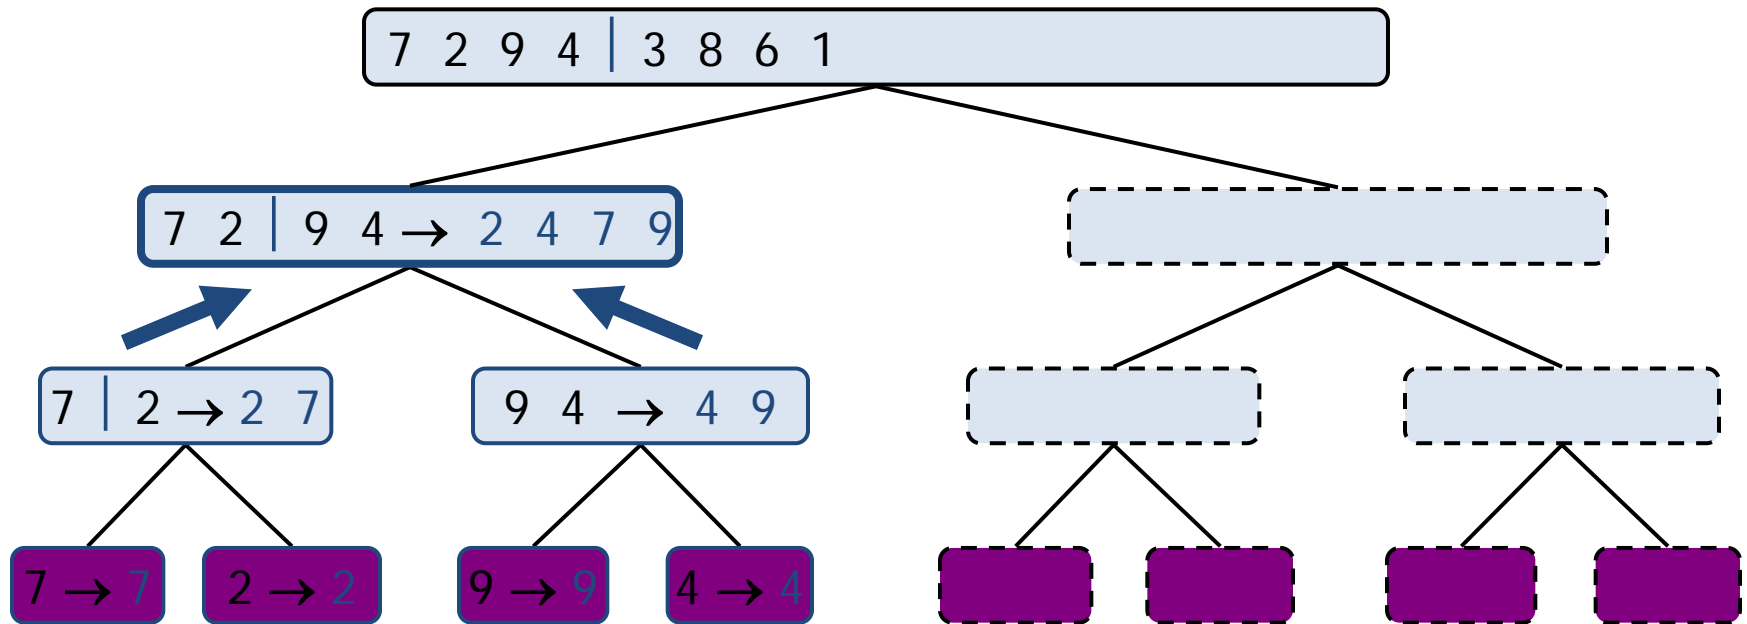 7 2 9 4 | 3 8 6 1
7 2 | 9 4 → 2 4 7 9
7 | 2 → 2 7
9 4 → 4 9
7 → 7
2 → 2
9 → 9
4 → 4